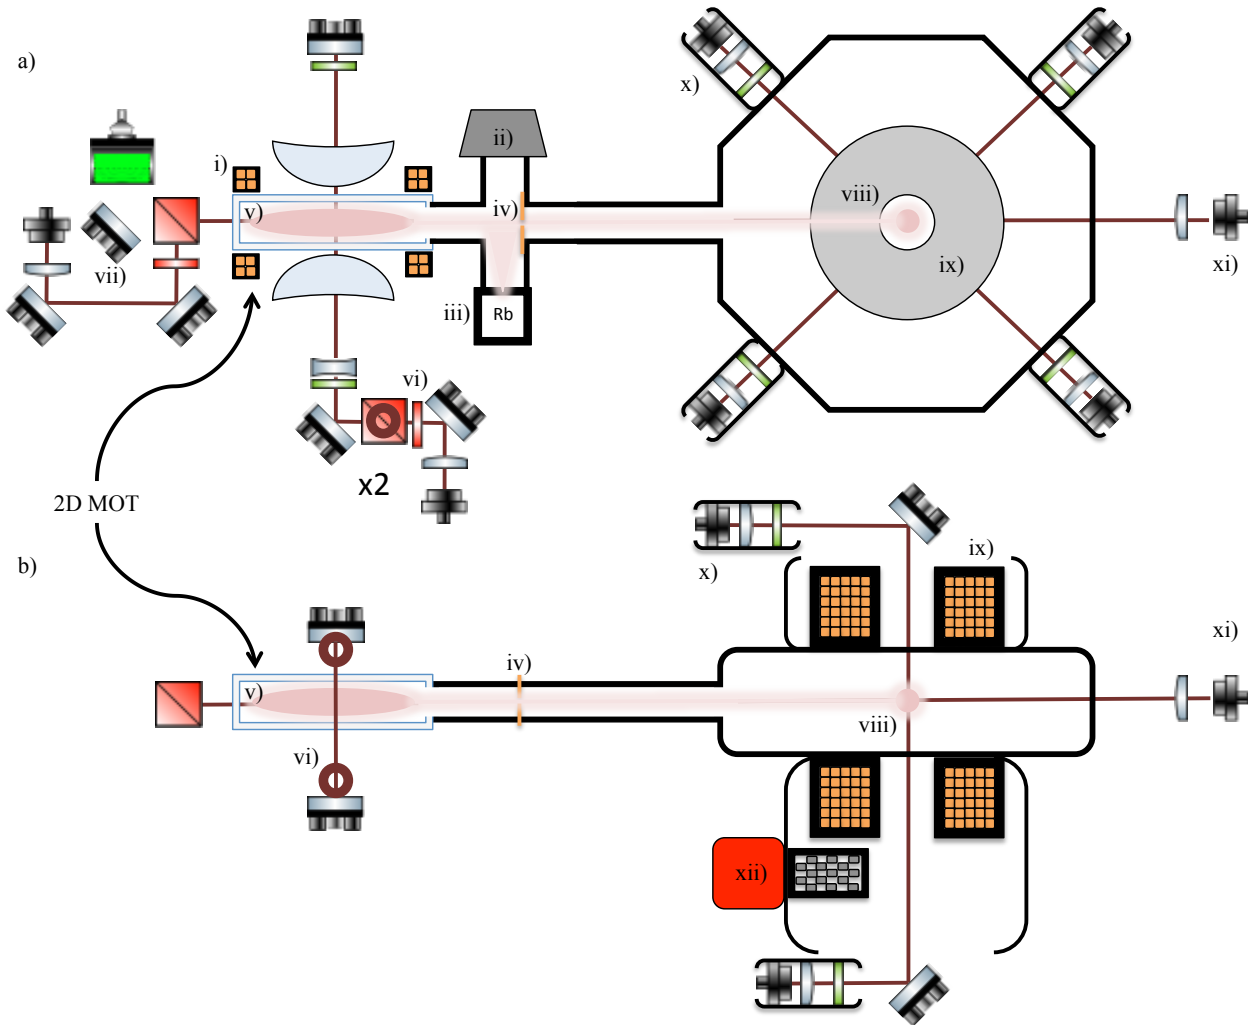 a)
x)
i)
ii)
viii)
v)
iv)
vii)
ix)
xi)
iii)
Rb
vi)
x2
2D MOT
b)
x)
ix)
xi)
iv)
v)
viii)
vi)
xii)